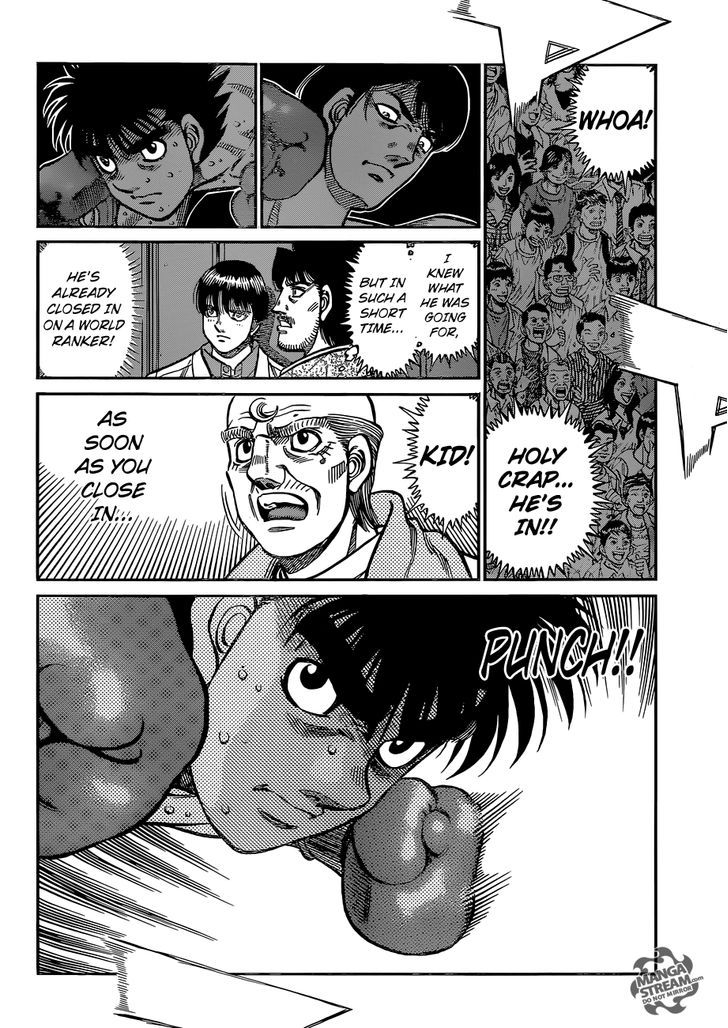 WHOA!
HOLY
CRAP...
HE'S
IN!!
I
KNEW
WHAT
HE WAS
GOING
FOR,
BUT IN
SUCH A
SHORT
TIME...
HE'S
ALREADY
CLOSED IN
ON A WORLD
RANKER!
KID!
AS
SOON
AS YOU
CLOSE
IN...
PUNCH!!
MANGA
STREAM.com
DO NOT MIRROR!